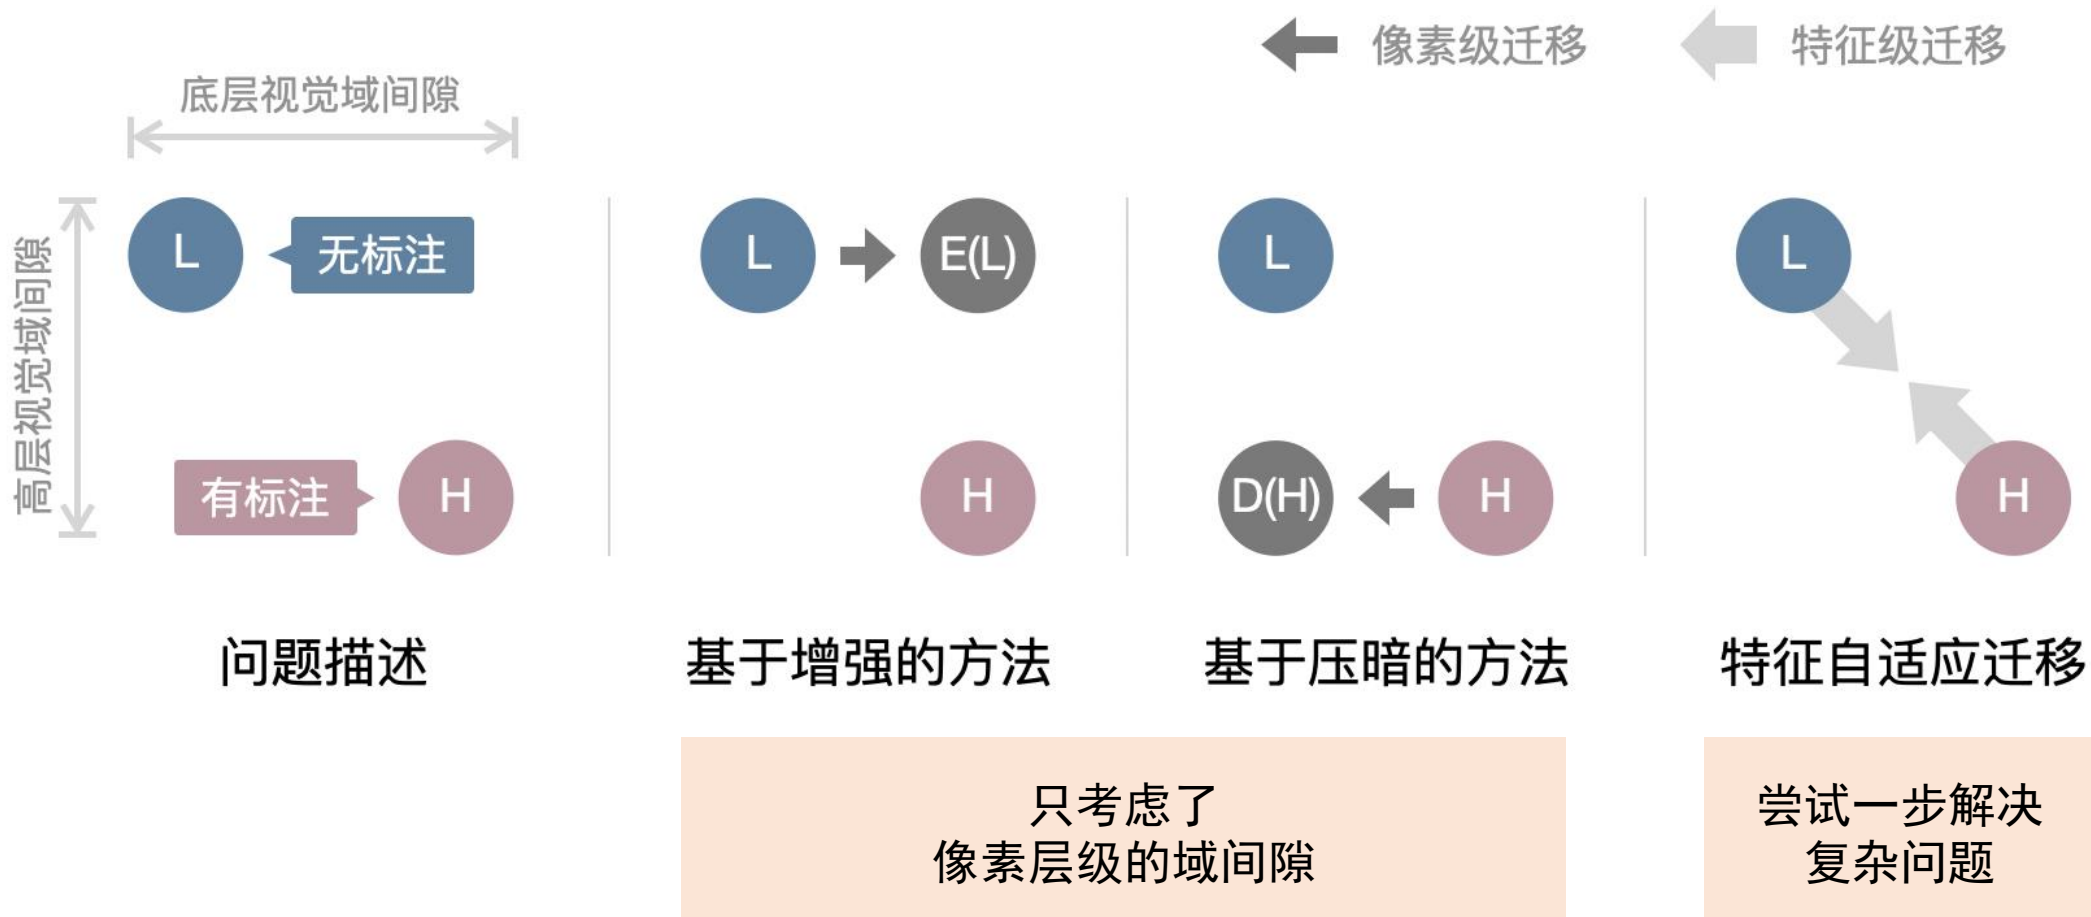 像素级迁移
特征级迁移
底层视觉域间隙
高层视觉域间隙
L
无标注
有标注
H
L
E(L)
H
L
D(H)
H
L
H
问题描述
基于增强的方法
基于压暗的方法
特征自适应迁移
只考虑了
像素层级的域间隙
尝试一步解决
复杂问题